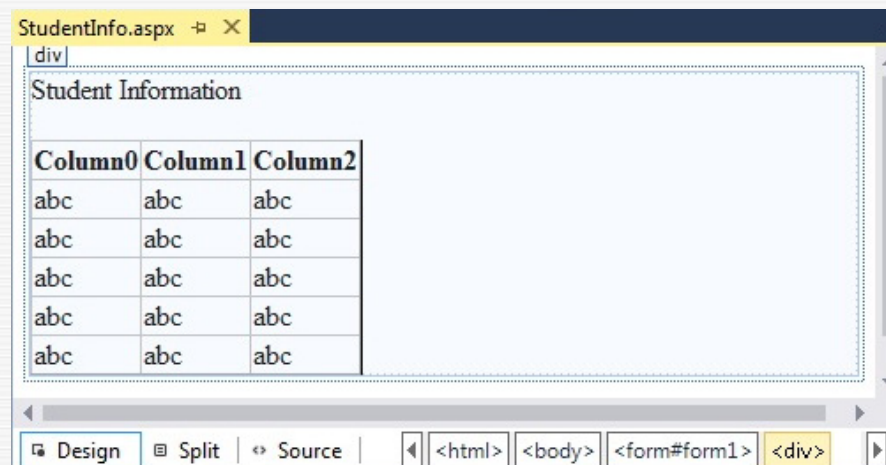 StudentInfo.aspx
div
Student Information
Column0 Column1 Column2
abc abc abc
abc abc abc
abc abc abc
abc abc abc
abc abc abc
Design Split Source <html> <body> <form#form1> <div>